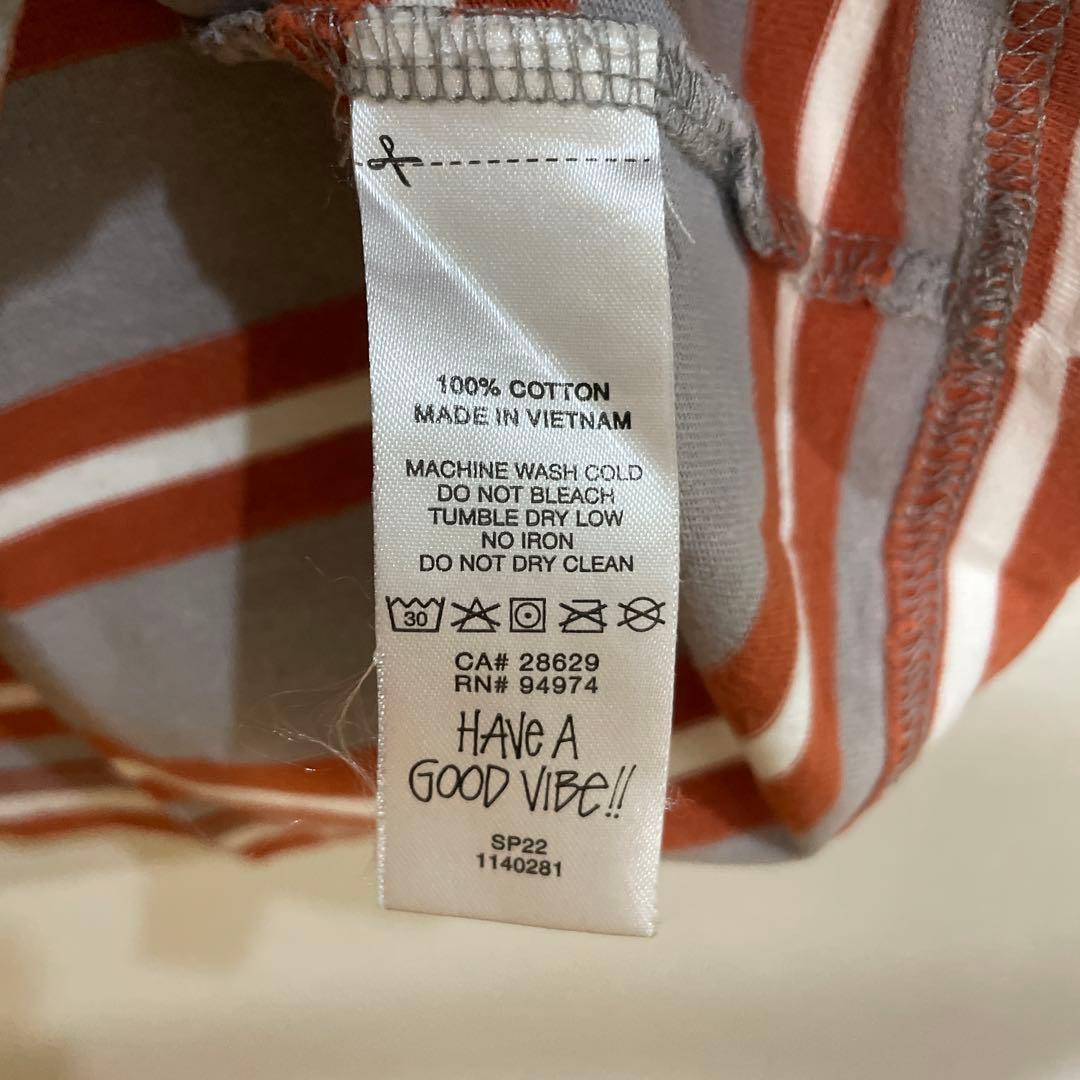 100% COTTON
MADE IN VIETNAM
MACHINE WASH COLD
DO NOT BLEACH
TUMBLE DRY LOW
NO IRON
DO NOT DRY CLEAN
30
CA# 28629
RN# 94974
HAVe A
GOOD VIBe!!
SP22
1140281